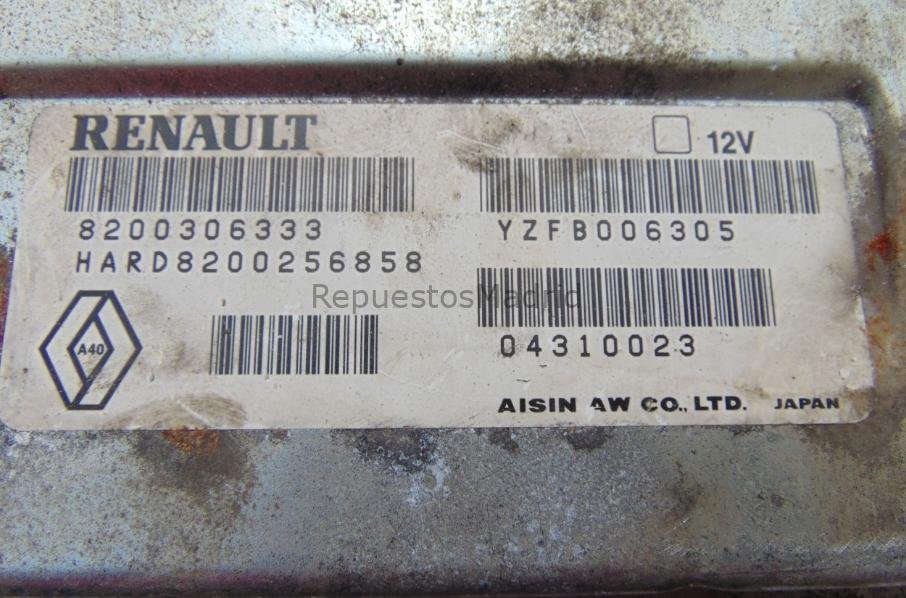 RENAULT
12V
8200306333
YZFB006305
HARD8200256858
RepuestosMadrid
A40
04310023
AISIN AW CO., LTD. JAPAN